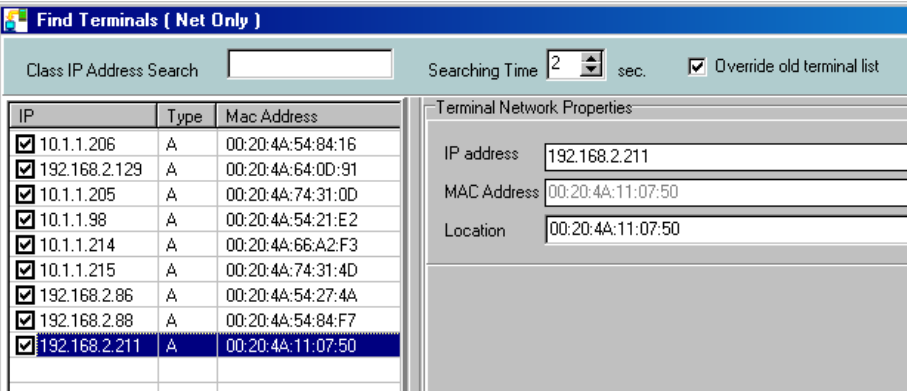 Find Terminals ( Net Only )
Class IP Address Search
Searching Time 2 sec.
Override old terminal list
IP Type Mac Address
10.1.1.206 A 00:20:4A:54:84:16
192.168.2.129 A 00:20:4A:64:0D:91
10.1.1.205 A 00:20:4A:74:31:0D
10.1.1.98 A 00:20:4A:54:21:E2
10.1.1.214 A 00:20:4A:66:A2:F3
10.1.1.215 A 00:20:4A:74:31:4D
192.168.2.86 A 00:20:4A:54:27:4A
192.168.2.88 A 00:20:4A:54:84:F7
192.168.2.211 A 00:20:4A:11:07:50
Terminal Network Properties
IP address 192.168.2.211
MAC Address 00:20:4A:11:07:50
Location 00:20:4A:11:07:50